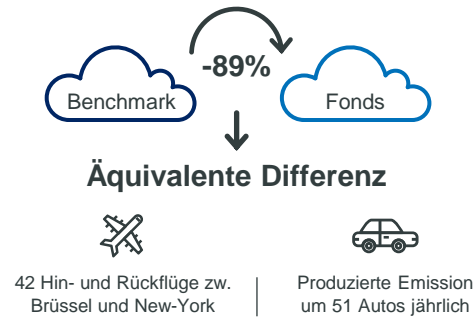 -89%
Benchmark
Fonds
Äquivalente Differenz
42 Hin- und Rückflüge zw.
Brüssel und New-York
Produzierte Emission
um 51 Autos jährlich